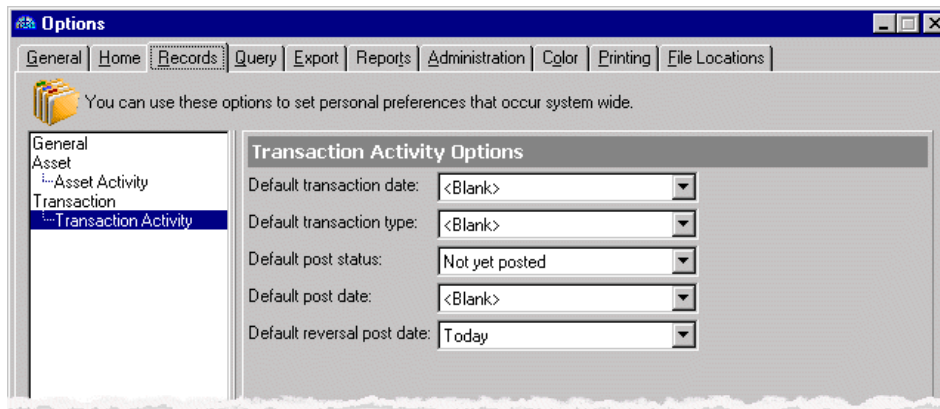 Options
General Home Records Query Export Reports Administration Color Printing File Locations
You can use these options to set personal preferences that occur system wide.
General
Asset
Asset Activity
Transaction
Transaction Activity
Transaction Activity Options
Default transaction date: <Blank>
Default transaction type: <Blank>
Default post status: Not yet posted
Default post date: <Blank>
Default reversal post date: Today